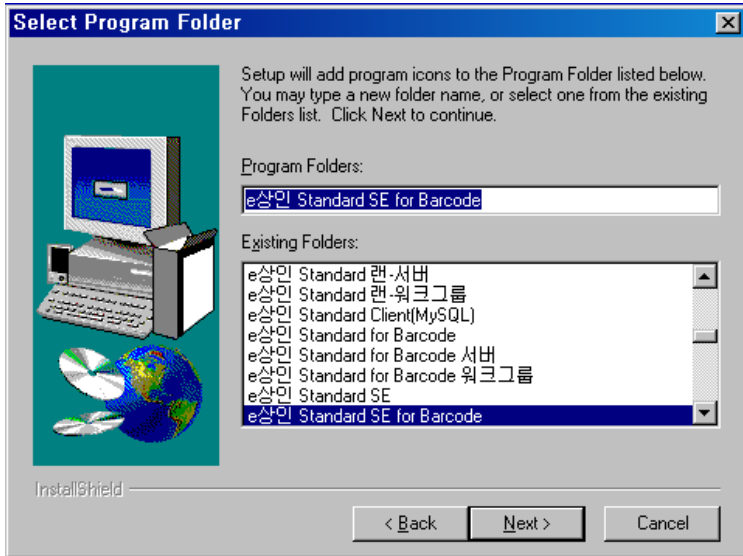 Select Program Folder
Setup will add program icons to the Program Folder listed below.
You may type a new folder name, or select one from the existing
Folders list. Click Next to continue.
Program Folders:
e상인 Standard SE for Barcode
Existing Folders:
e상인 Standard 랜-서버
e상인 Standard 랜-워크그룹
e상인 Standard Client(MySQL)
e상인 Standard for Barcode
e상인 Standard for Barcode 서버
e상인 Standard for Barcode 워크그룹
e상인 Standard SE
e상인 Standard SE for Barcode
InstallShield
< Back
Next >
Cancel